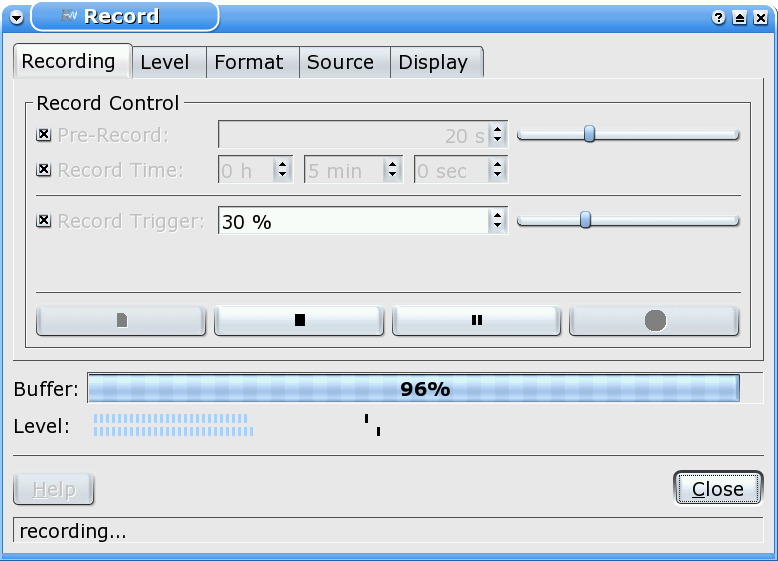 Record
Recording Level Format Source Display
Record Control
Pre-Record: 20 s
Record Time: 0 h 5 min 0 sec
Record Trigger: 30 %
Buffer: 96%
Level:
Help Close
recording...